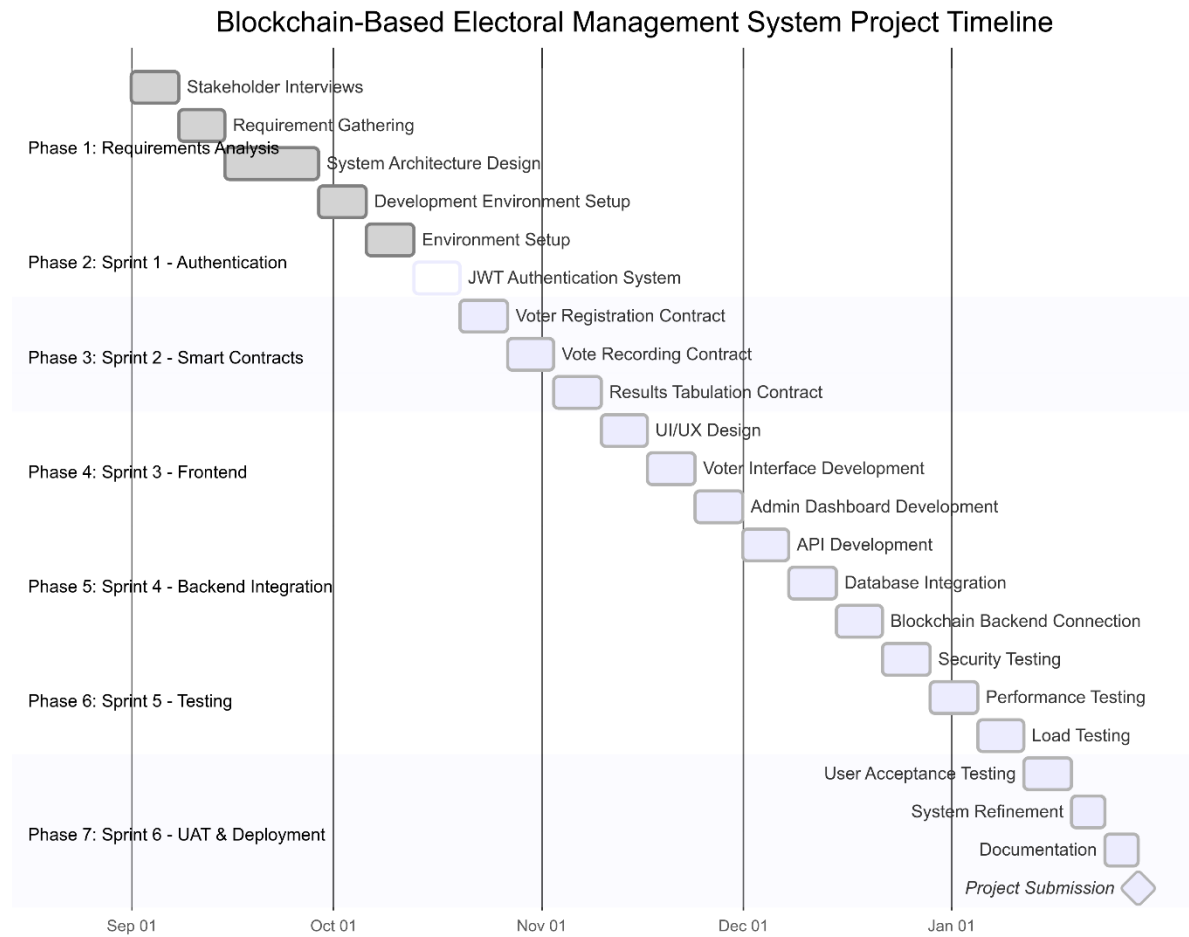 Blockchain-Based Electoral Management System Project Timeline
Stakeholder Interviews
Requirement Gathering
Phase 1: Requirements Analysis
System Architecture Design
Development Environment Setup
Environment Setup
Phase 2: Sprint 1 - Authentication
JWT Authentication System
Voter Registration Contract
Phase 3: Sprint 2 - Smart Contracts
Vote Recording Contract
Results Tabulation Contract
UI/UX Design
Phase 4: Sprint 3 - Frontend
Voter Interface Development
Admin Dashboard Development
API Development
Phase 5: Sprint 4 - Backend Integration
Database Integration
Blockchain Backend Connection
Security Testing
Phase 6: Sprint 5 - Testing
Performance Testing
Load Testing
User Acceptance Testing
System Refinement
Phase 7: Sprint 6 - UAT & Deployment
Documentation
Project Submission
Sep 01 Oct 01 Nov 01 Dec 01 Jan 01